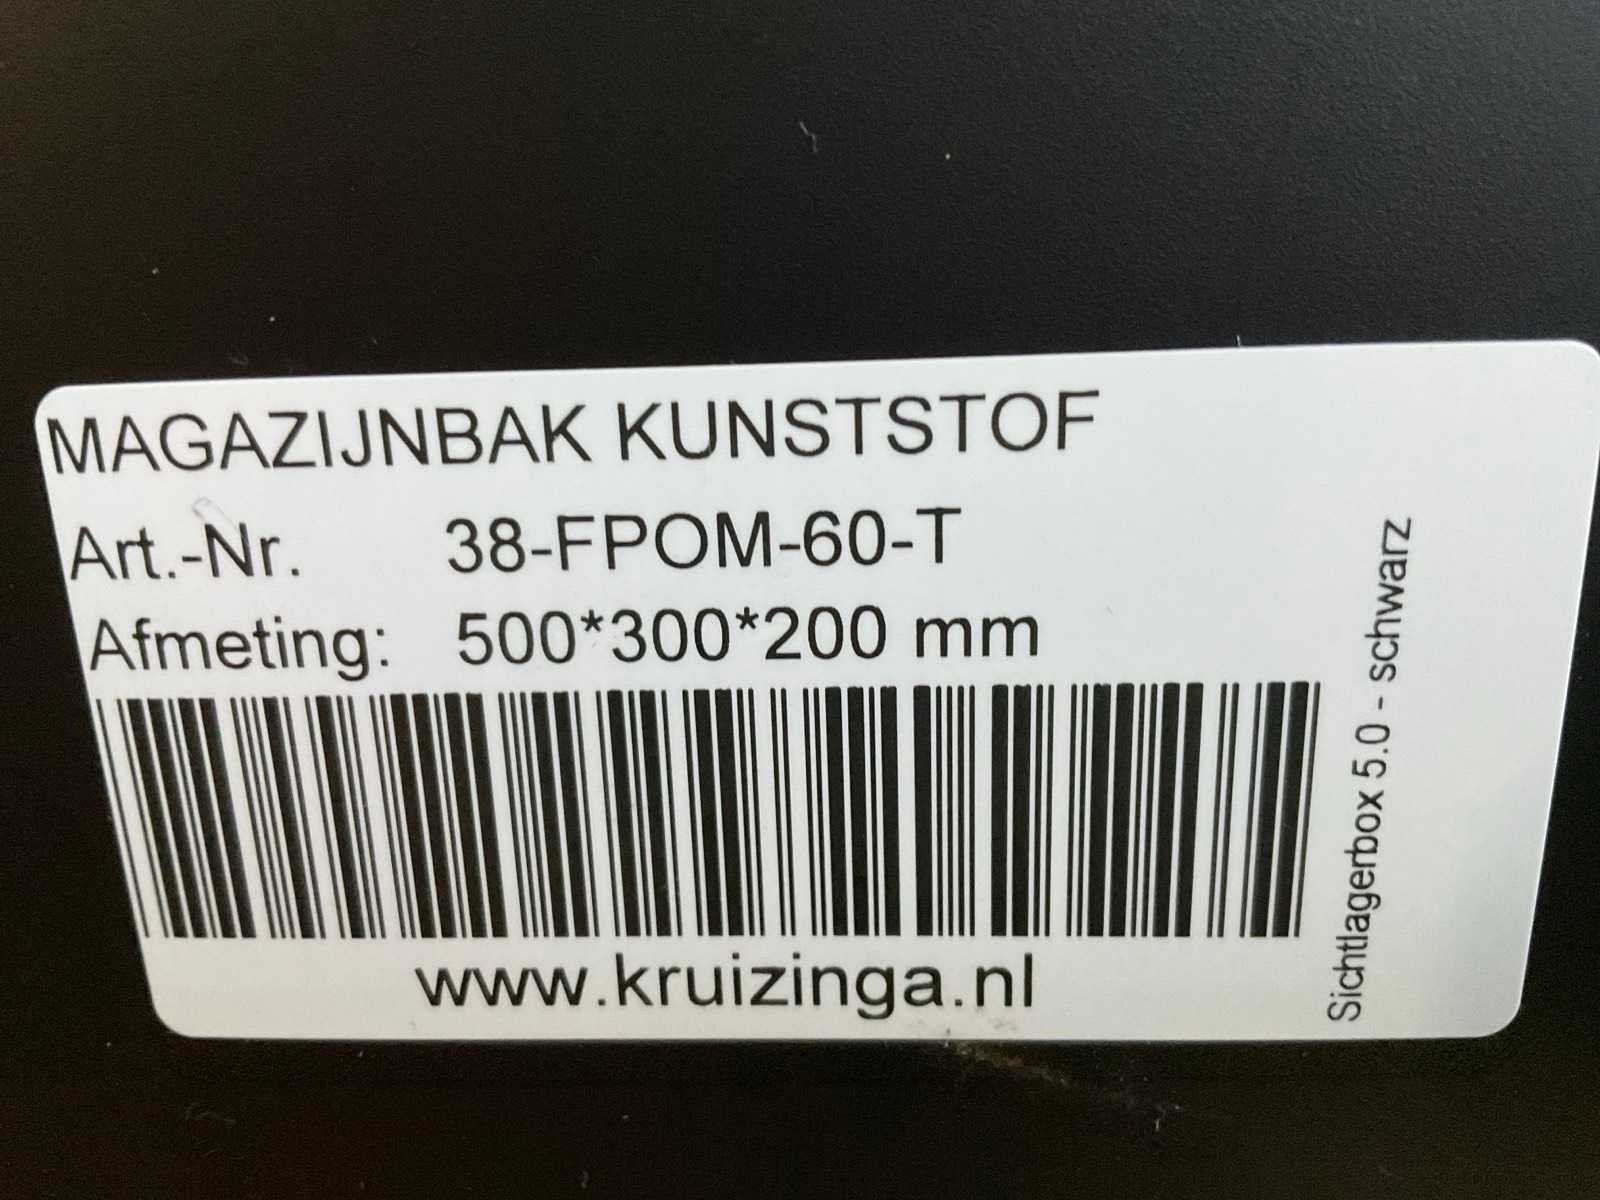 MAGAZIJNBAK KUNSTSTOF
Art.-Nr. 38-FPOM-60-T
Afmeting: 500*300*200 mm
www.kruizinga.nl
Sichtlagerbox 5.0 - schwarz